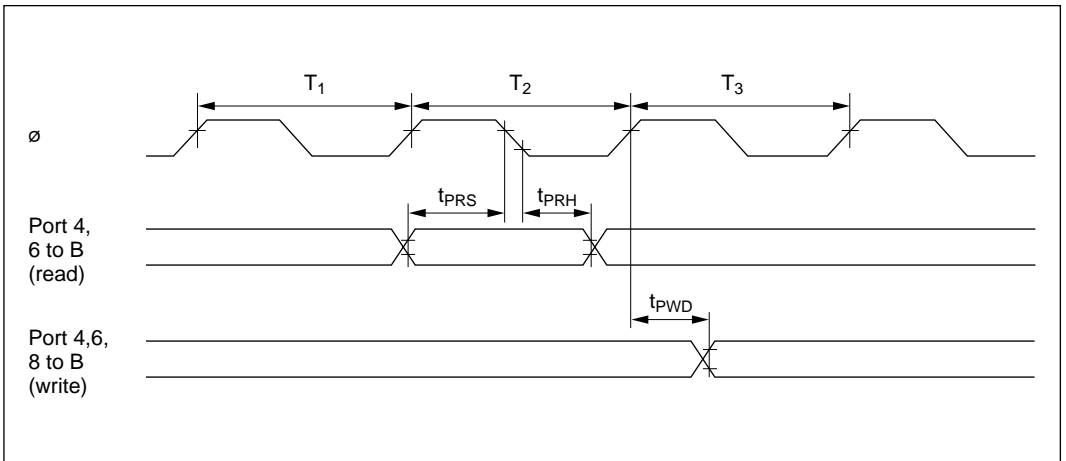 T1 T2 T3
ø
tPRS tPRH
Port 4,
6 to B
(read)
tPWD
Port 4,6,
8 to B
(write)